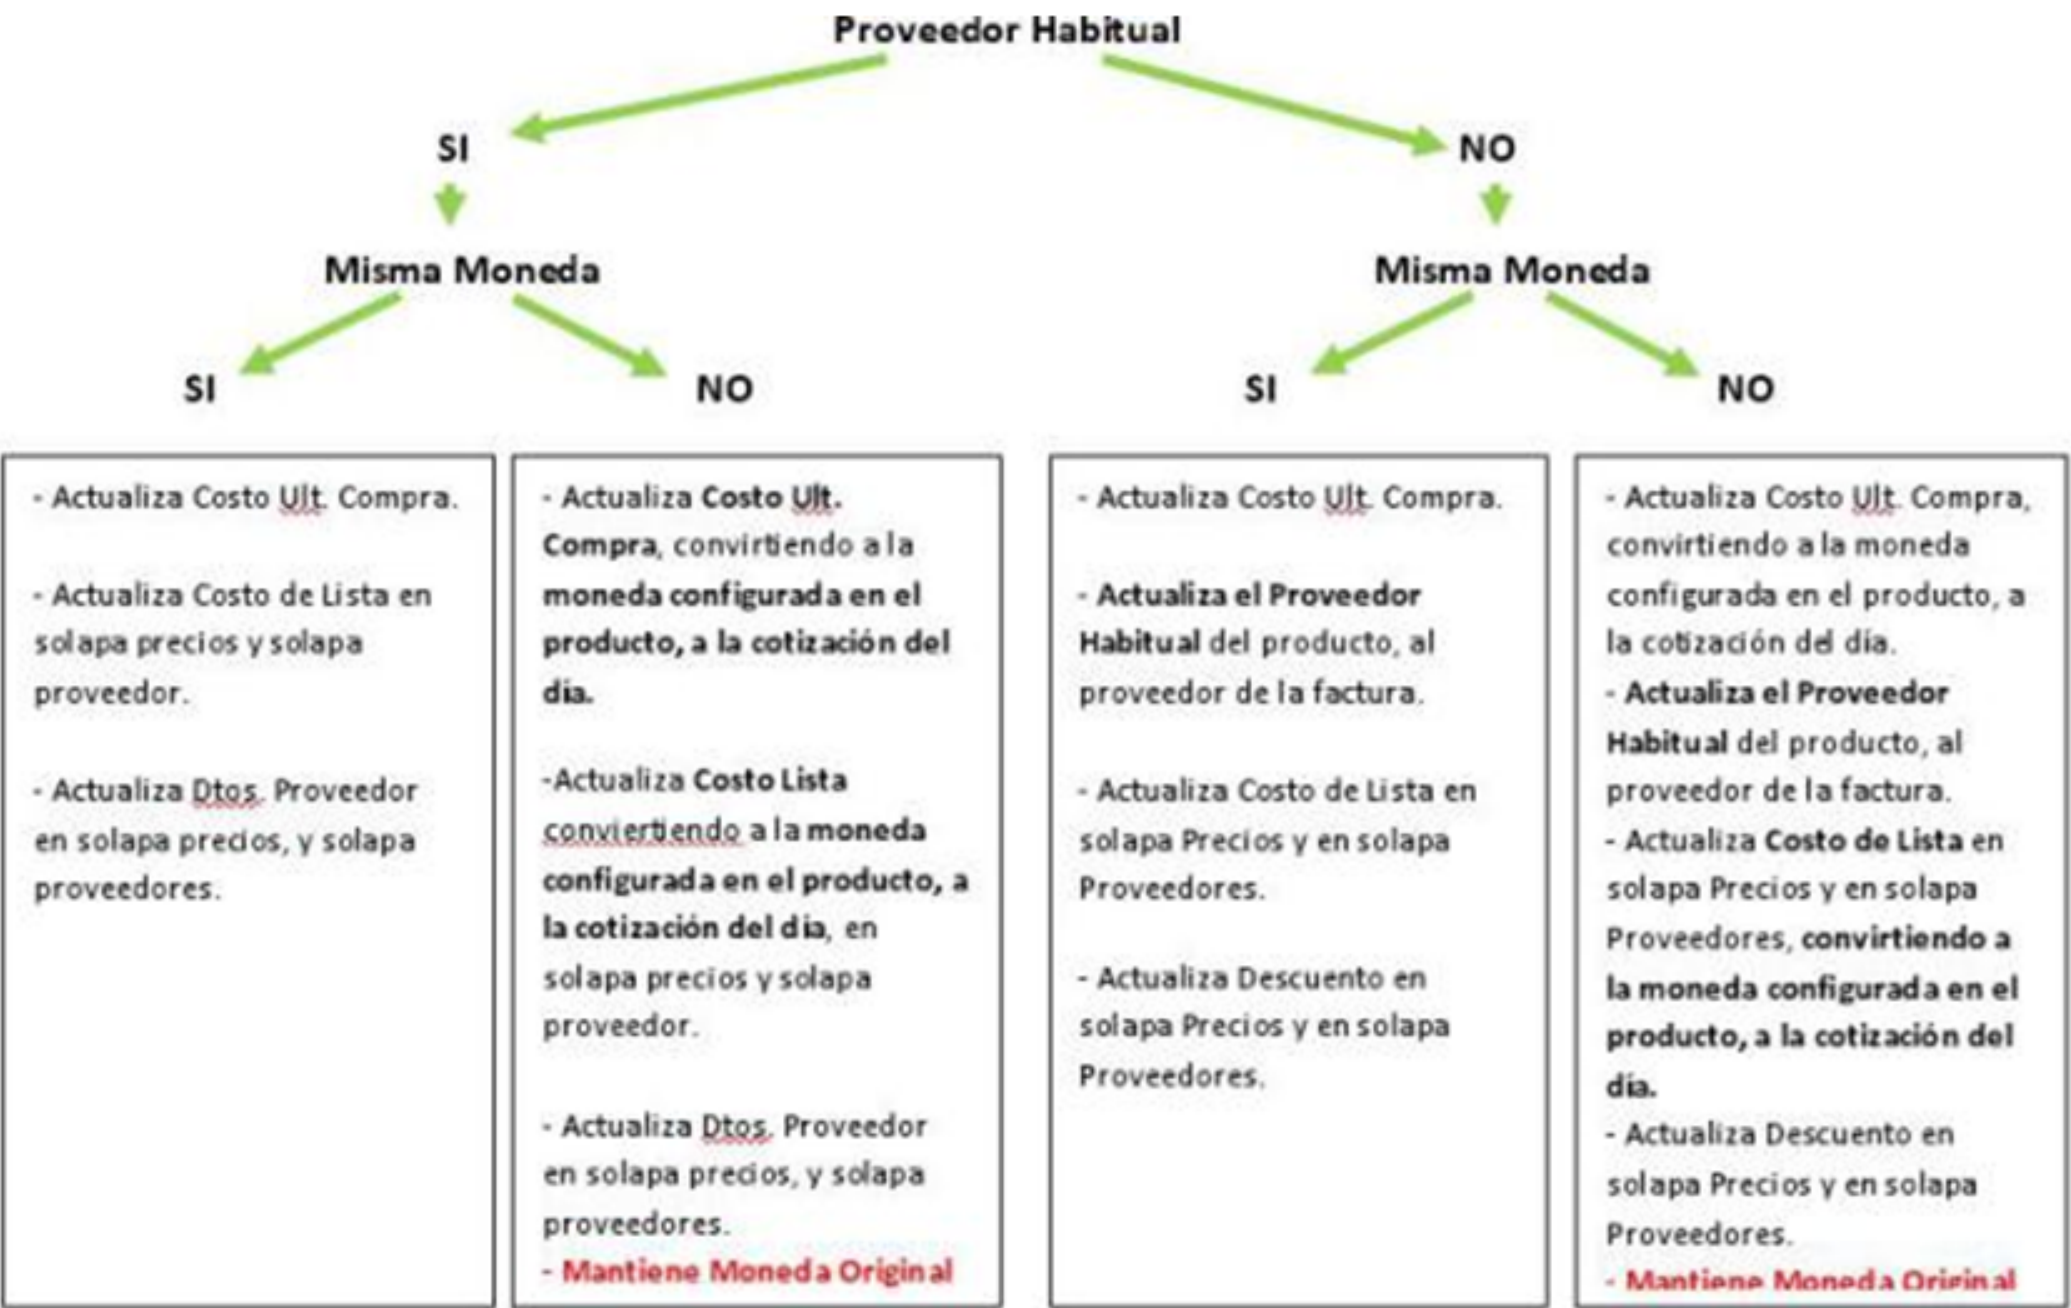 Proveedor Habitual
SI
NO
Misma Moneda
Misma Moneda
SI
NO
SI
NO
- Actualiza Costo Ult. Compra.
- Actualiza Costo de Lista en
solapa precios y solapa
proveedor.
- Actualiza Dtos. Proveedor
en solapa precios, y solapa
proveedores.
- Actualiza Costo Ult.
Compra, convirtiendo a la
moneda configurada en el
producto, a la cotización del
dia.
-Actualiza Costo Lista
conviertiendo a la moneda
configurada en el producto, a
la cotización del dia, en
solapa precios y solapa
proveedor.
- Actualiza Dtos. Proveedor
en solapa precios, y solapa
proveedores.
- Mantiene Moneda Original
- Actualiza Costo Ult. Compra.
- Actualiza el Proveedor
Habitual del producto, al
proveedor de la factura.
- Actualiza Costo de Lista en
solapa Precios y en solapa
Proveedores.
- Actualiza Descuento en
solapa Precios y en solapa
Proveedores.
- Actualiza Costo Ult. Compra,
convirtiendo a la moneda
configurada en el producto, a
la cotización del día.
- Actualiza el Proveedor
Habitual del producto, al
proveedor de la factura.
- Actualiza Costo de Lista en
solapa Precios y en solapa
Proveedores, convirtiendo a
la moneda configurada en el
producto, a la cotización del
día.
- Actualiza Descuento en
solapa Precios y en solapa
Proveedores.
- Mantiene Moneda Original